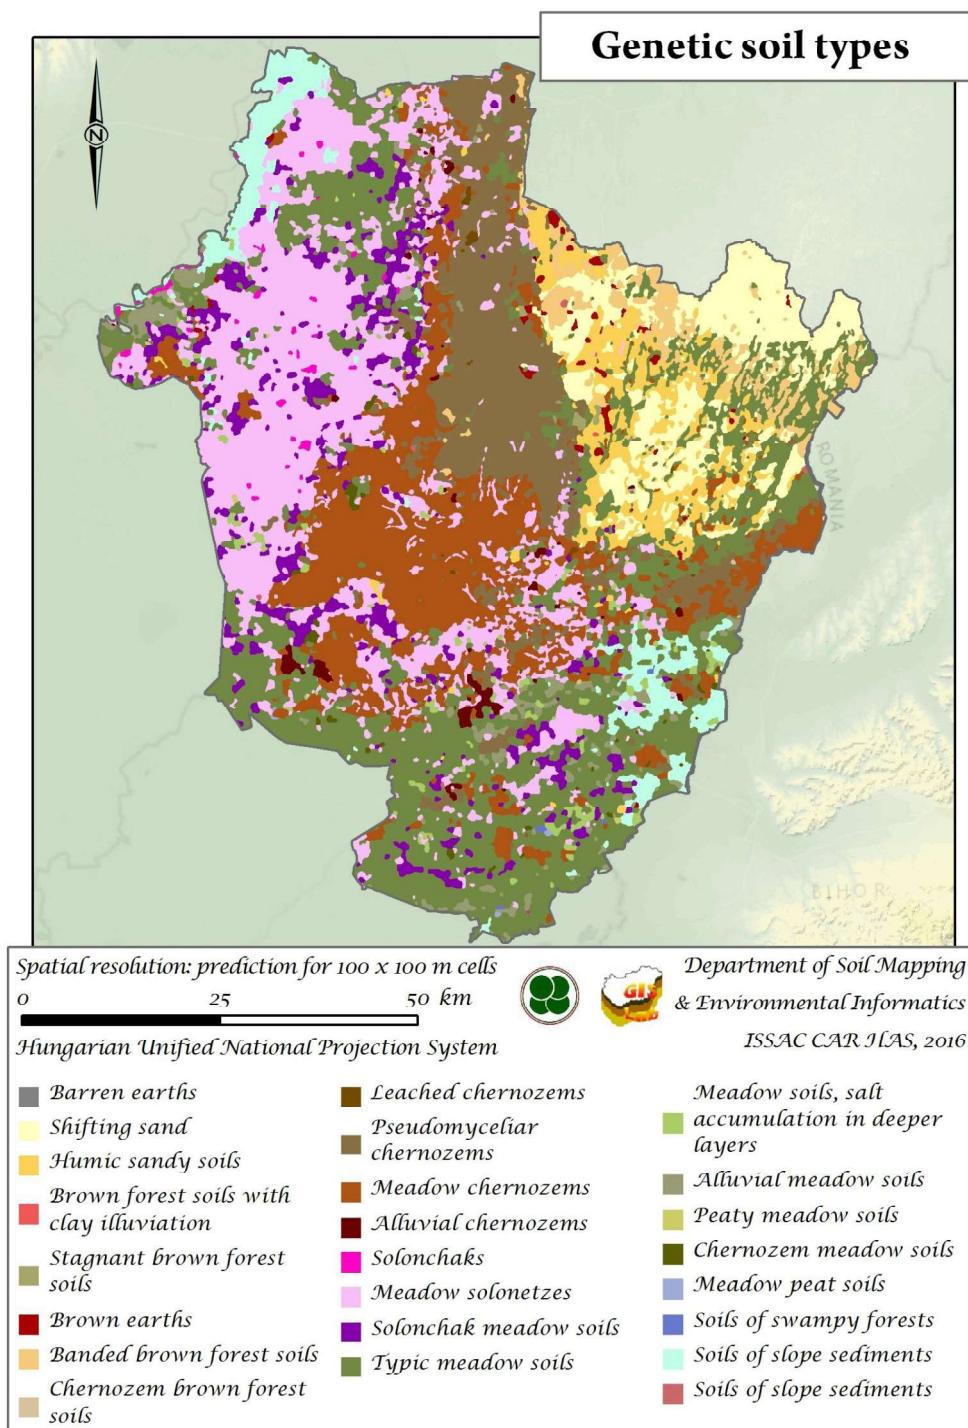 Genetic soil types
N
ROMANIA
BIHOR
Spatial resolution: prediction for 100 x 100 m cells
0 25 50 km
Hungarian Unified National Projection System
GIS
Department of Soil Mapping
& Environmental Informatics
ISSAC CAR HAS, 2016
Barren earths
Shifting sand
Humic sandy soils
Brown forest soils with
clay illuviation
Stagnant brown forest
soils
Brown earths
Banded brown forest soils
Chernozem brown forest
soils
Leached chernozems
Pseudomyceliar
chernozems
Meadow chernozems
Alluvial chernozems
Solonchaks
Meadow solonetzes
Solonchak meadow soils
Typic meadow soils
Meadow soils, salt
accumulation in deeper
layers
Alluvial meadow soils
Peaty meadow soils
Chernozem meadow soils
Meadow peat soils
Soils of swampy forests
Soils of slope sediments
Soils of slope sediments